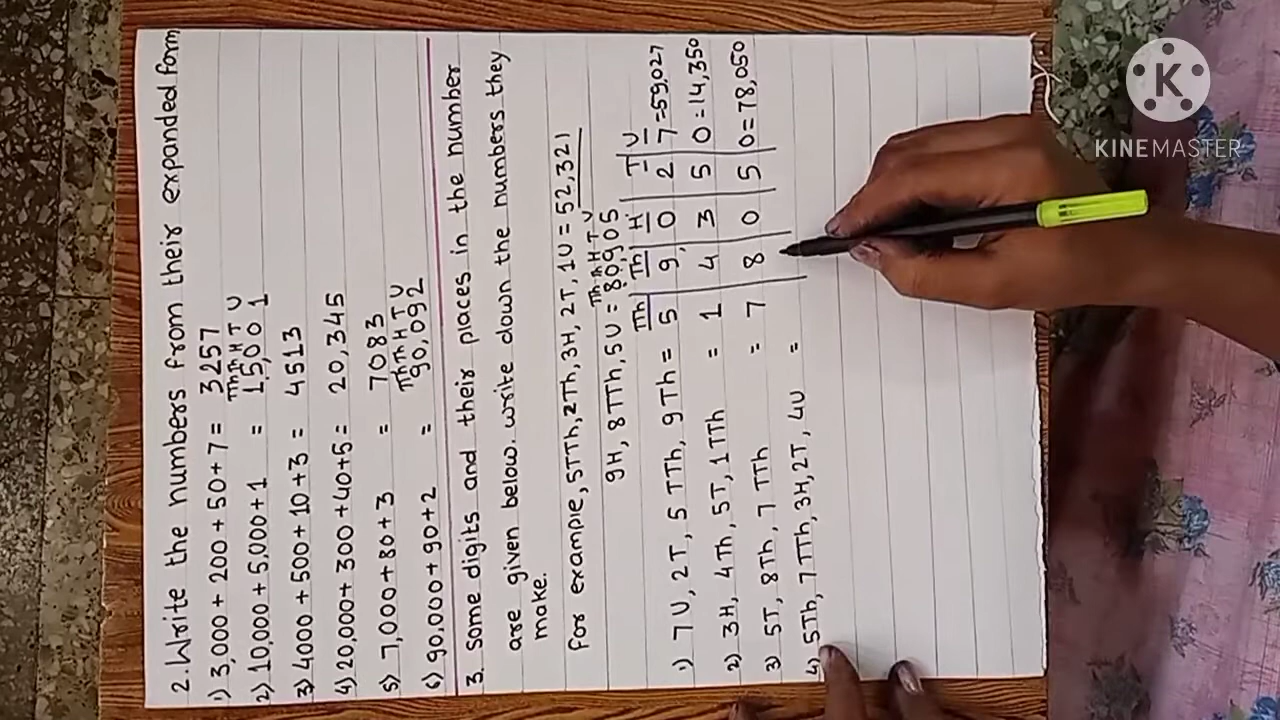 2. Write the numbers from their expanded form
1) 3,000 + 200 + 50 + 7 = 3257
TTh Th H T U
2) 10,000 + 5,000 + 1 = 15,001
3) 4000 + 500 + 10 + 3 = 4513
4) 20,000 + 300 + 40 + 5 = 20,345
5) 7,000 + 80 + 3 = 7083
TTh Th H T U
6) 90,000 + 90 + 2 = 90,092
3. Some digits and their places in the number
are given below. write down the numbers they
make.
For example, 5TTh, 2Th, 3H, 2T, 1U = 52,321
TTh Th H T U
9H, 8TTh, 5U = 80,905
TTh | Th | H | T | U
1) 7U, 2T, 5TTh, 9Th = 5 9, 0 2 7 = 59,027
2) 3H, 4Th, 5T, 1TTh = 1 4 3 5 0 = 14,350
3) 5T, 8Th, 7TTh = 7 8 0 5 0 = 78,050
4) 5Th, 7TTh, 3H, 2T, 4U =
K
KINEMASTER